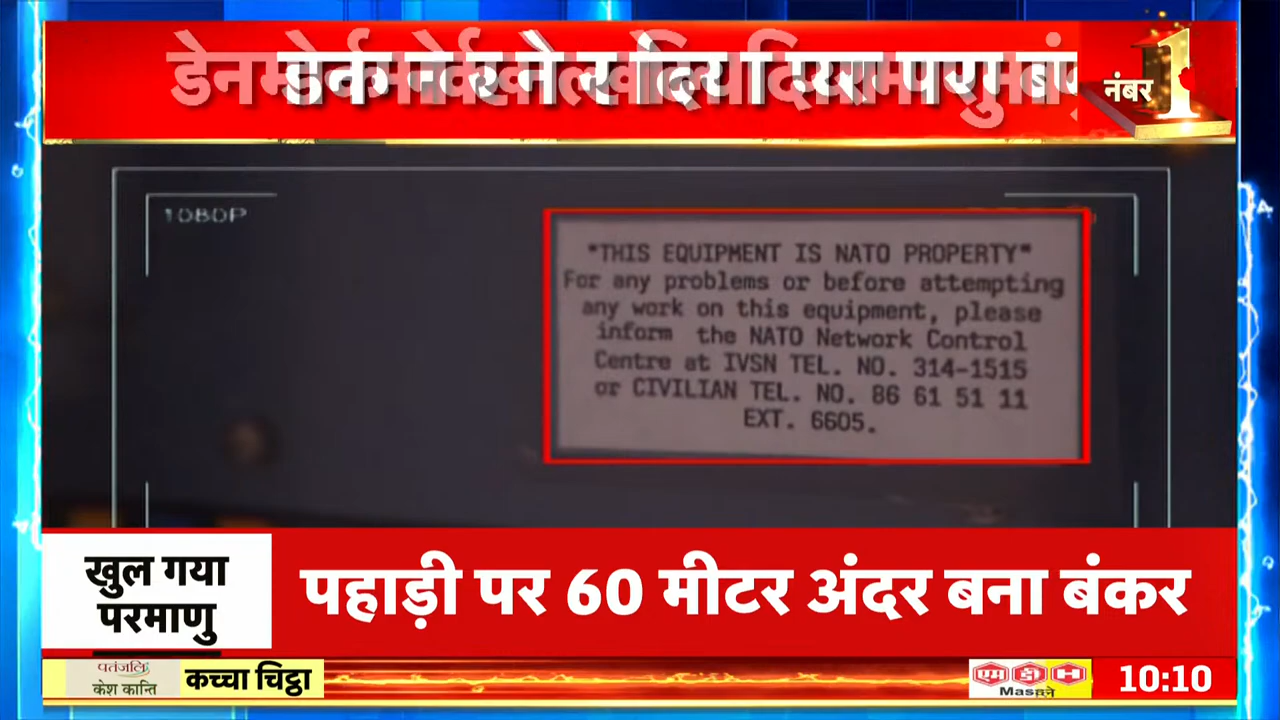 नंबर 1
1080P
"THIS EQUIPMENT IS NATO PROPERTY"
For any problems or before attempting
any work on this equipment, please
inform the NATO Network Control
Centre at IVSN TEL. NO. 314-1515
or CIVILIAN TEL. NO. 86 61 51 11
EXT. 6605.
खुल गया
परमाणु
पहाड़ी पर 60 मीटर अंदर बना बंकर
पतंजलि
केश कान्ति
कच्चा चिट्ठा
एम डी एच
10:10